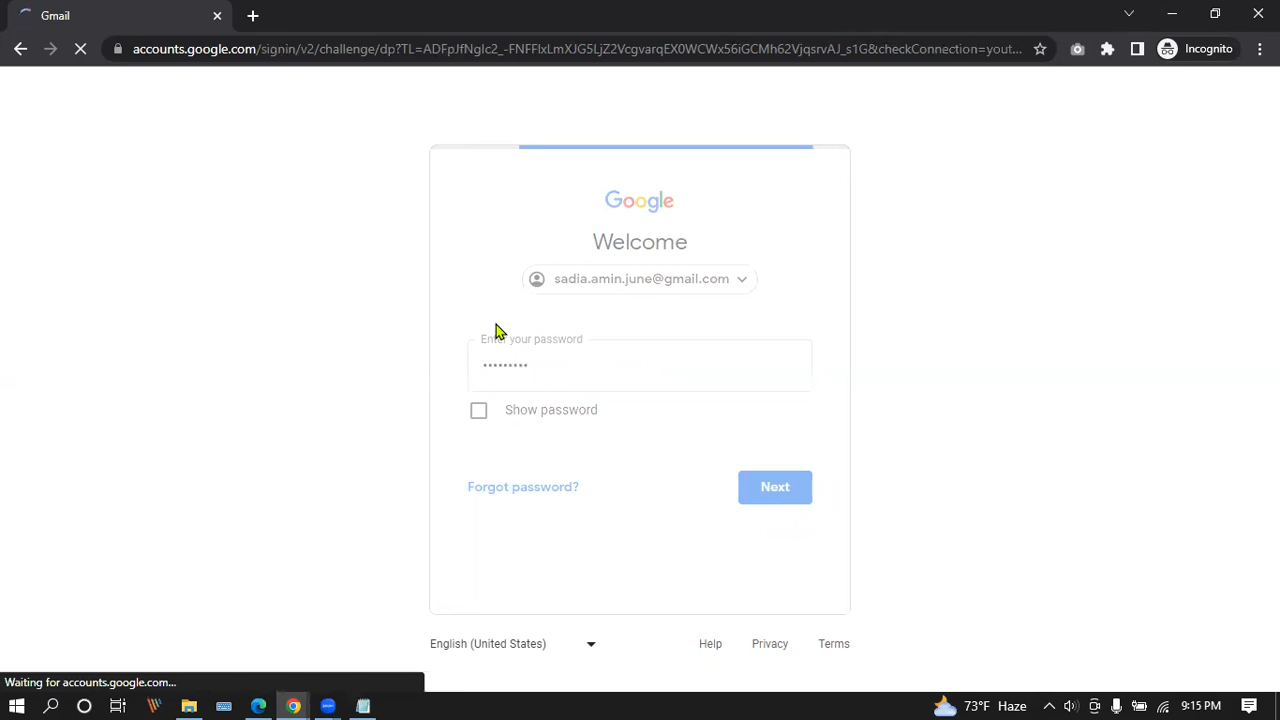 Gmail
accounts.google.com/signin/v2/challenge/dp?TL=ADFpJfNgIc2_-FNFFlxLmXJG5LjZ2VcgvarqEX0WCWx56iGCMh62VjqsrvAJ_s1G&checkConnection=yout...
Incognito
Google
Welcome
sadia.amin.june@gmail.com
Enter your password
•••••••••
Show password
Forgot password?
Next
English (United States)
Help
Privacy
Terms
Waiting for accounts.google.com...
73°F Haze
9:15 PM